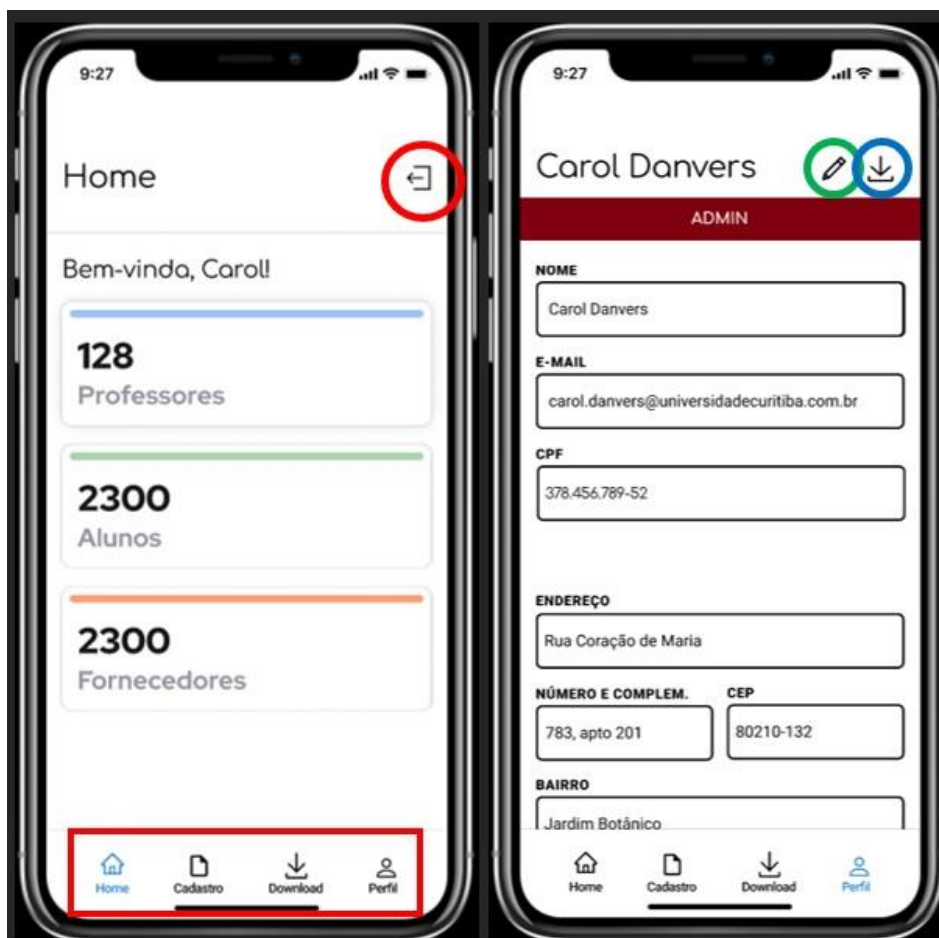 9:27
Home
Bem-vinda, Carol!
128
Professores
2300
Alunos
2300
Fornecedores
Home Cadastro Download Perfil
9:27
Carol Danvers
ADMIN
NOME
Carol Danvers
E-MAIL
carol.danvers@universidadecuritiba.com.br
CPF
378.456.789-52
ENDEREÇO
Rua Coração de Maria
NÚMERO E COMPLEM. CEP
783, apto 201 80210-132
BAIRRO
Jardim Botânico
Home Cadastro Download Perfil